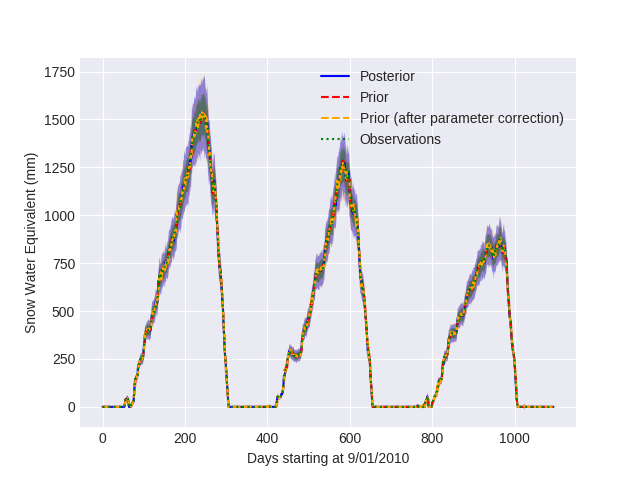 1750
1500
1250
1000
750
500
250
0
Snow Water Equivalent (mm)
Posterior
Prior
Prior (after parameter correction)
Observations
0 200 400 600 800 1000
Days starting at 9/01/2010